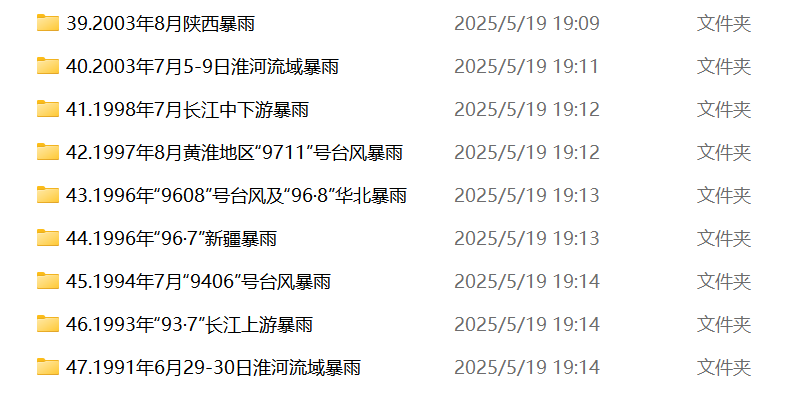 39.2003年8月陕西暴雨 2025/5/19 19:09 文件夹
40.2003年7月5-9日淮河流域暴雨 2025/5/19 19:11 文件夹
41.1998年7月长江中下游暴雨 2025/5/19 19:12 文件夹
42.1997年8月黄淮地区“9711”号台风暴雨 2025/5/19 19:12 文件夹
43.1996年“9608”号台风及“96·8”华北暴雨 2025/5/19 19:13 文件夹
44.1996年“96·7”新疆暴雨 2025/5/19 19:13 文件夹
45.1994年7月“9406”号台风暴雨 2025/5/19 19:14 文件夹
46.1993年“93·7”长江上游暴雨 2025/5/19 19:14 文件夹
47.1991年6月29-30日淮河流域暴雨 2025/5/19 19:14 文件夹